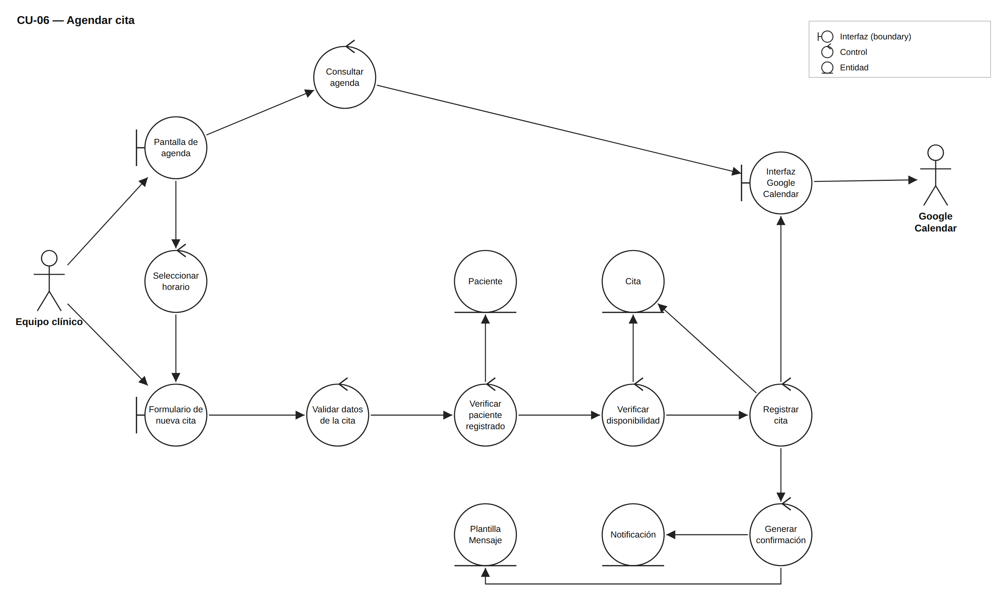 CU-06 — Agendar cita
Interfaz (boundary)
Control
Entidad
Consultar
agenda
Pantalla de
agenda
Interfaz
Google
Calendar
Google
Calendar
Equipo clínico
Seleccionar
horario
Paciente
Cita
Formulario de
nueva cita
Validar datos
de la cita
Verificar
paciente
registrado
Verificar
disponibilidad
Registrar
cita
Plantilla
Mensaje
Notificación
Generar
confirmación